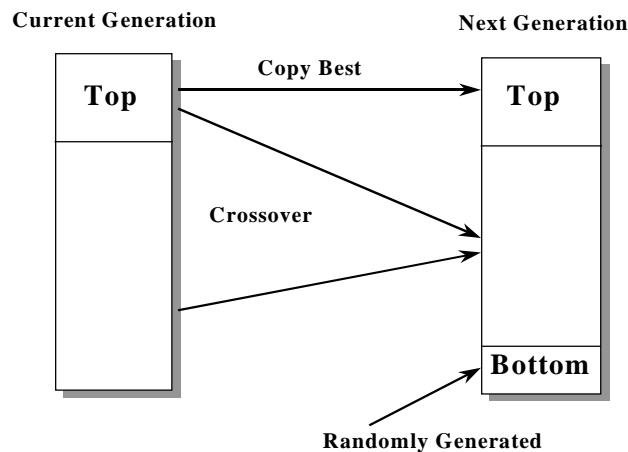 Current Generation
Next Generation
Copy Best
Top
Top
Crossover
Bottom
Randomly Generated